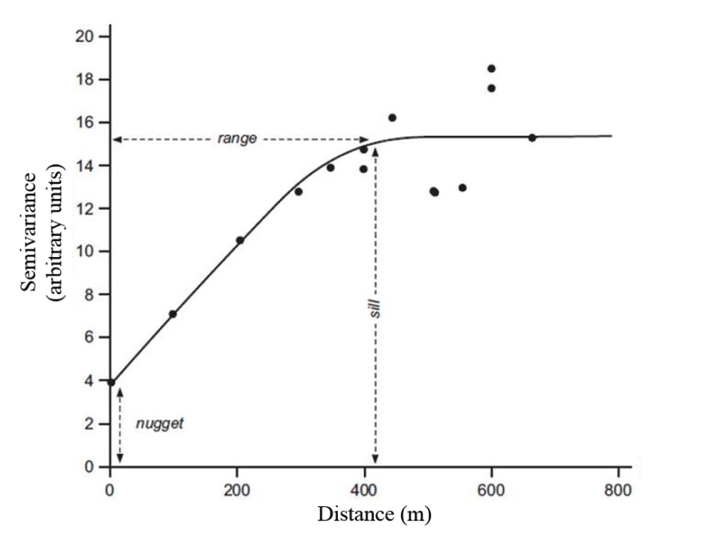 20
18
16
14
12
10
8
6
4
2
0
Semivariance
(arbitrary units)
range
sill
nugget
0 200 400 600 800
Distance (m)